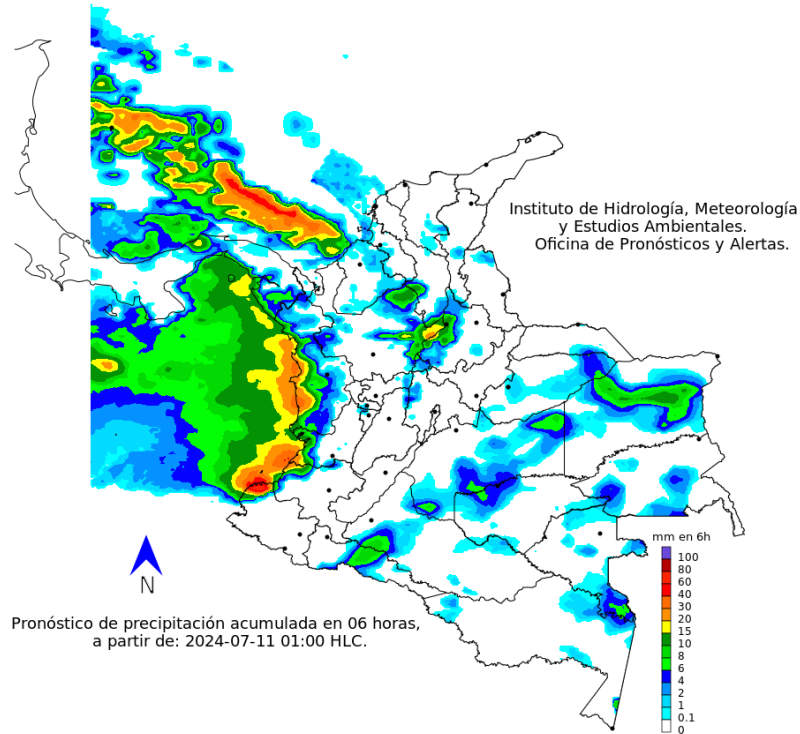 Instituto de Hidrología, Meteorología
y Estudios Ambientales.
Oficina de Pronósticos y Alertas.
mm en 6h
100
80
60
40
30
20
15
10
8
6
4
2
1
0.1
0
N
Pronóstico de precipitación acumulada en 06 horas,
a partir de: 2024-07-11 01:00 HLC.